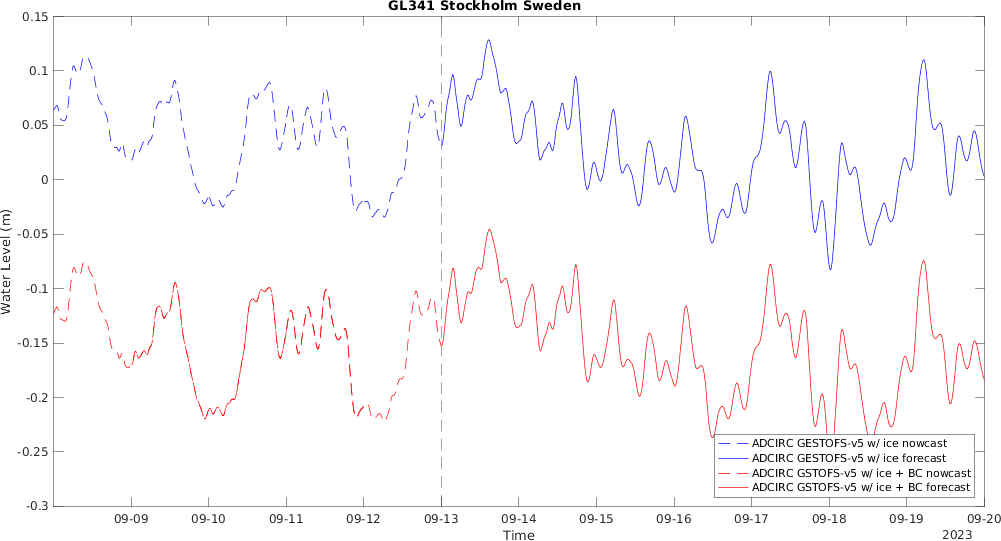 GL341 Stockholm Sweden
0.15
0.1
0.05
0
-0.05
-0.1
-0.15
-0.2
-0.25
-0.3
Water Level (m)
ADCIRC GESTOFS-v5 w/ ice nowcast
ADCIRC GESTOFS-v5 w/ ice forecast
ADCIRC GSTOFS-v5 w/ ice + BC nowcast
ADCIRC GSTOFS-v5 w/ ice + BC forecast
09-09 09-10 09-11 09-12 09-13 09-14 09-15 09-16 09-17 09-18 09-19 09-20
Time
2023